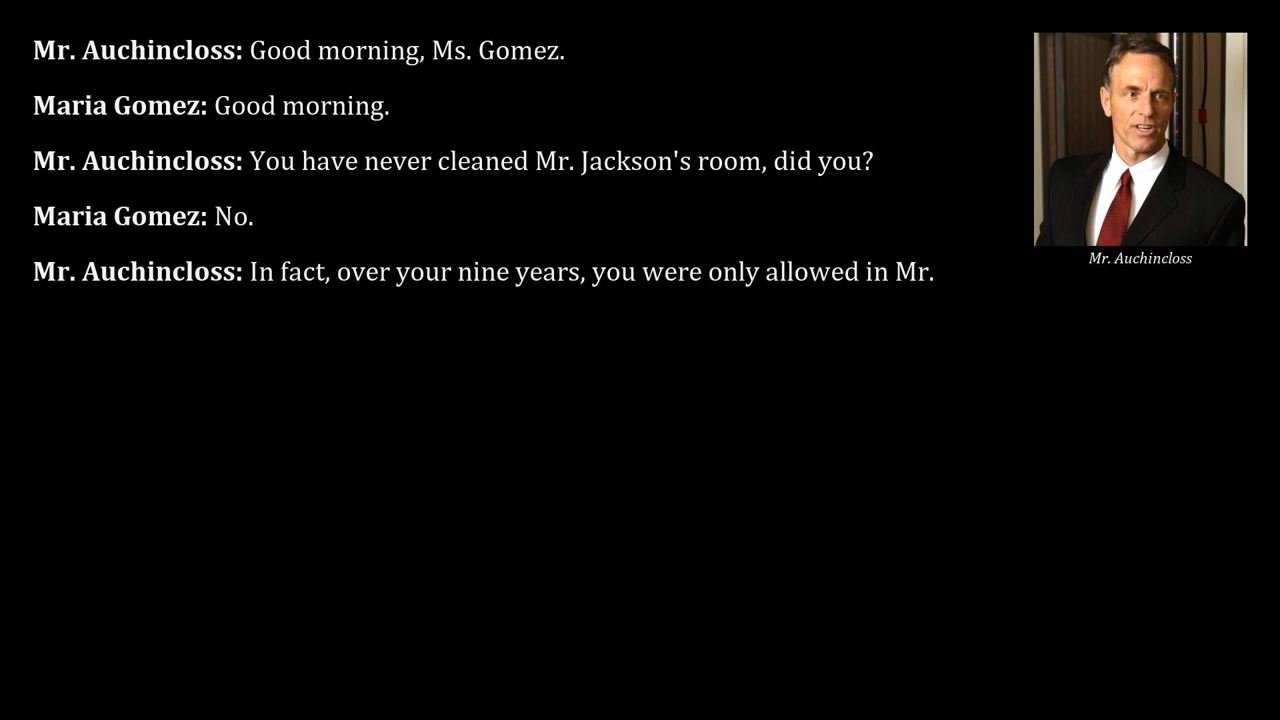 Mr. Auchincloss: Good morning, Ms. Gomez.
Maria Gomez: Good morning.
Mr. Auchincloss: You have never cleaned Mr. Jackson's room, did you?
Maria Gomez: No.
Mr. Auchincloss: In fact, over your nine years, you were only allowed in Mr.
Mr. Auchincloss